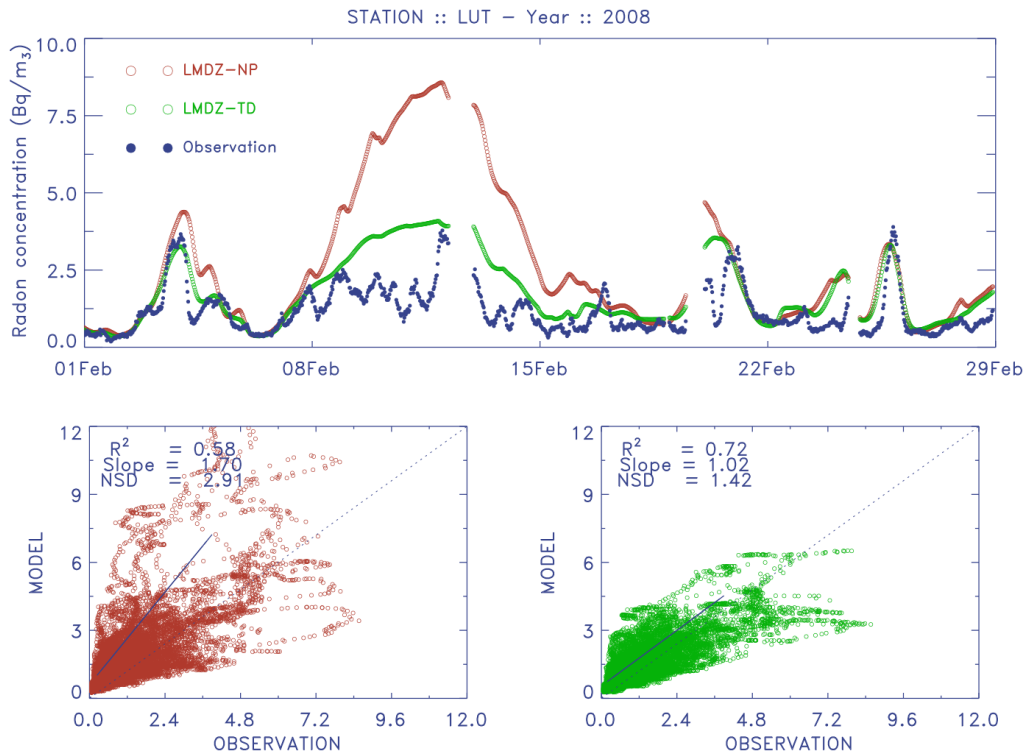 STATION :: LUT − Year :: 2008
Radon concentration (Bq/m₃)
10.0
7.5
5.0
2.5
0.0
LMDZ−NP
LMDZ−TD
Observation
01Feb 08Feb 15Feb 22Feb 29Feb
MODEL
12
9
6
3
0
R² = 0.58
Slope = 1.70
NSD = 2.91
0.0 2.4 4.8 7.2 9.6 12.0
OBSERVATION
MODEL
12
9
6
3
0
R² = 0.72
Slope = 1.02
NSD = 1.42
0.0 2.4 4.8 7.2 9.6 12.0
OBSERVATION